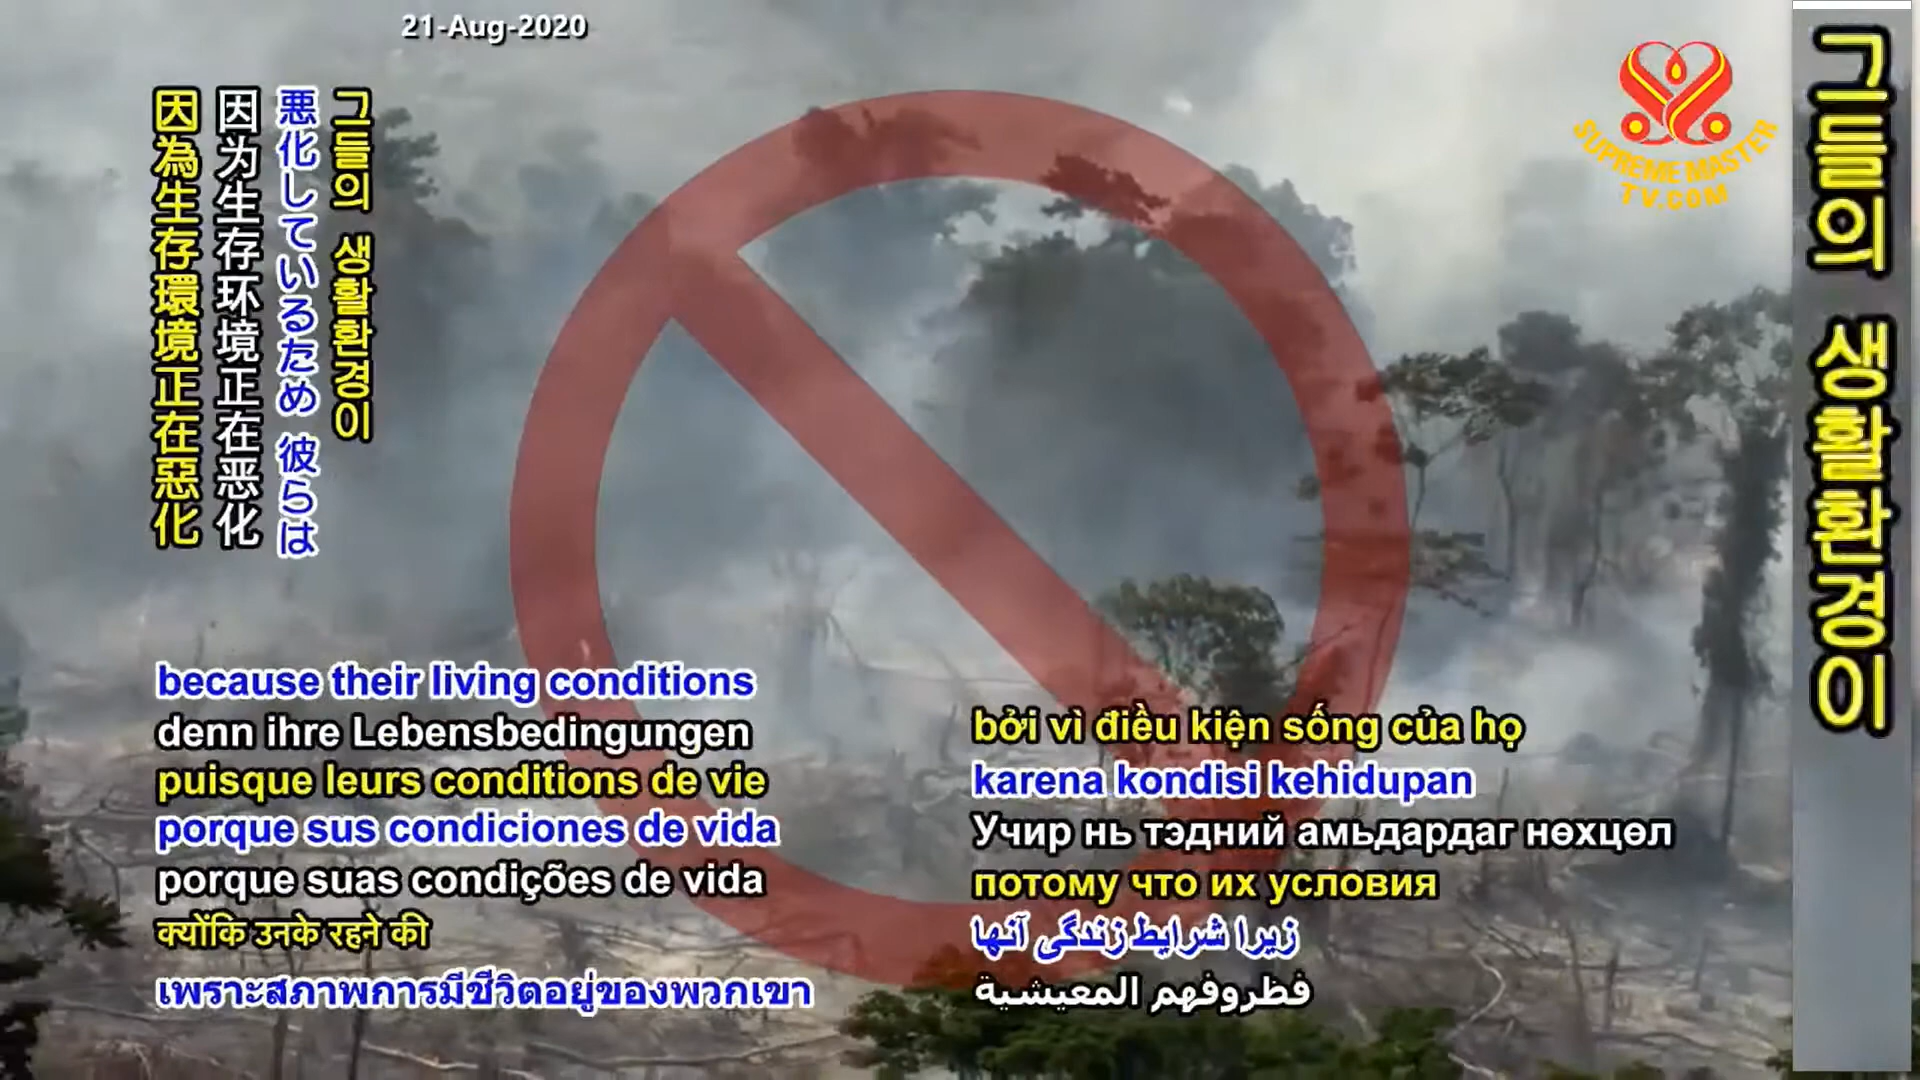 21-Aug-2020
SUPREME MASTER
TV.COM
그들의 생활환경이
그들의 생활환경이
悪化しているため 彼らは
因为生存环境正在恶化
因為生存環境正在惡化
because their living conditions
denn ihre Lebensbedingungen
puisque leurs conditions de vie
porque sus condiciones de vida
porque suas condições de vida
क्योंकि उनके रहने की
เพราะสภาพการมีชีวิตอยู่ของพวกเขา
bởi vì điều kiện sống của họ
karena kondisi kehidupan
Учир нь тэдний амьдардаг нөхцөл
потому что их условия
زیرا شرایط زندگی آنها
فظروفهم المعيشية